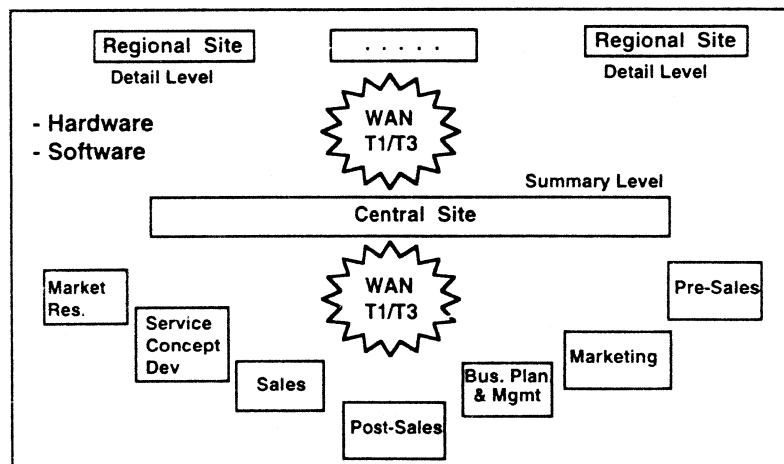 Regional Site
. . . . .
Regional Site
Detail Level
Detail Level
- Hardware
- Software
WAN
T1/T3
Summary Level
Central Site
WAN
T1/T3
Market
Res.
Service
Concept
Dev
Sales
Post-Sales
Bus. Plan
& Mgmt
Marketing
Pre-Sales